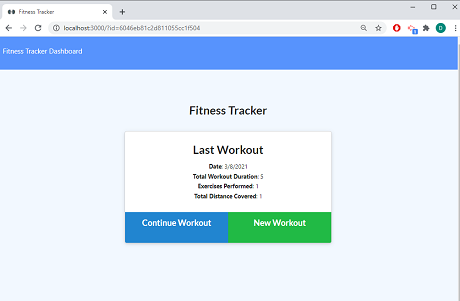 Fitness Tracker
localhost:3000/?id=6046eb81c2d811055cc1f504
Fitness Tracker Dashboard
Fitness Tracker
Last Workout
Date: 3/8/2021
Total Workout Duration: 5
Exercises Performed: 1
Total Distance Covered: 1
Continue Workout New Workout